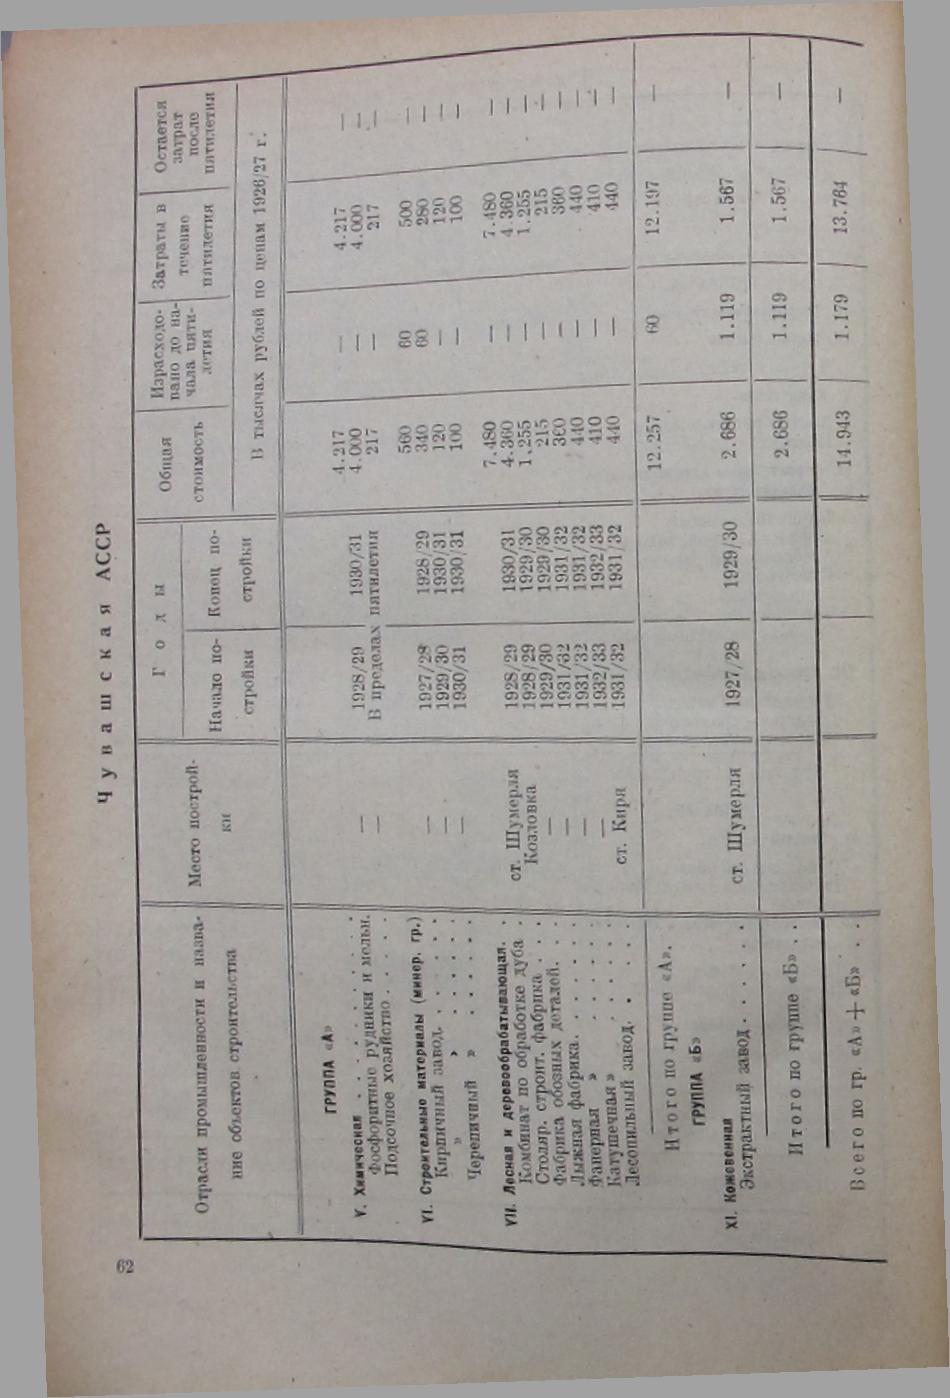 62
Чувашская АССР
Отрасли промышленности и назва-
ние объектов строительства
Место построй-
ки
Годы
Начало по-
стройки
Конец по-
стройки
Общая
стоимость
Израсходо-
вано до на-
чала пяти-
летия
Затраты в
течение
пятилетия
Остается
затрат
после
пятилетия
В тысячах рублей по ценам 1926/27 г.
ГРУППА «А»
V. Химическая . . . . . . . . . 4.217 — 4.217 —
Фосфоритные рудники и мельн. — 1928/29 1930/31 4.000 — 4.000 —
Подсочное хозяйство . . . . — В пределах пятилетия 217 — 217 —
VI. Строительные материалы (минер. гр.) 560 60 500 —
Кирпичный завод . . . . . — 1927/28 1928/29 340 60 280 —
» » . . . . . — 1929/30 1930/31 120 — 120 —
Черепичный » . . . . . — 1930/31 1930/31 100 — 100 —
VII. Лесная и деревообрабатывающая . . 7.480 — 7.480 —
Комбинат по обработке дуба . ст. Шумерля 1928/29 1930/31 4.360 — 4.360 —
Столяр. строит. фабрика . . . Козловка 1928/29 1929/30 1.255 — 1.255 —
Фабрика обозных деталей . . — 1929/30 1929/30 215 — 215 —
Лыжная фабрика . . . . . . — 1931/32 1931/32 360 — 360 —
Фанерная » . . . . . — 1931/32 1931/32 440 — 440 —
Катушечная » . . . . . — 1932/33 1932/33 410 — 410 —
Лесопильный завод . . . . . ст. Киря 1931/32 1931/32 440 — 440 —
Итого по группе «А» . 12.257 60 12.197 —
ГРУППА «Б»
XI. Кожевенная
Экстрактный завод . . . . . . ст. Шумерля 1927/28 1929/30 2.686 1.119 1.567 —
Итого по группе «Б» . . 2.686 1.119 1.567 —
Всего по гр. «А» + «Б» . . 14.943 1.179 13.764 —